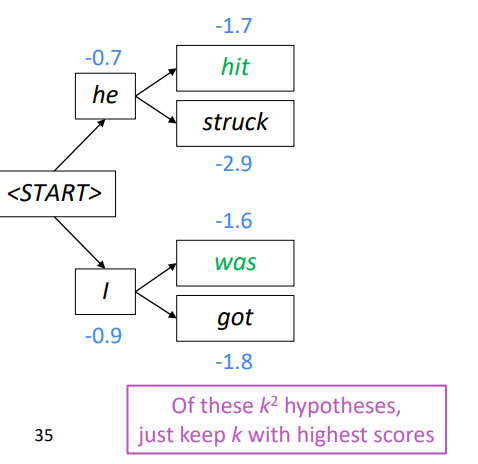 -1.7
-0.7
hit
he
struck
-2.9
<START>
-1.6
was
I
got
-0.9
-1.8
Of these k² hypotheses,
just keep k with highest scores
35